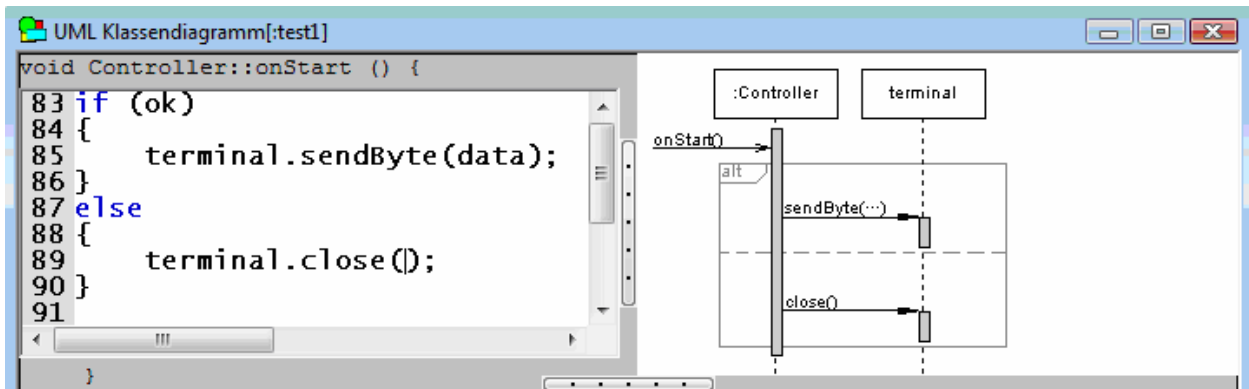 UML Klassendiagramm[:test1]
void Controller::onStart () {
83 if (ok)
84 {
85 terminal.sendByte(data);
86 }
87 else
88 {
89 terminal.close();
90 }
91
}
:Controller
terminal
onStart()
alt
sendByte(···)
close()